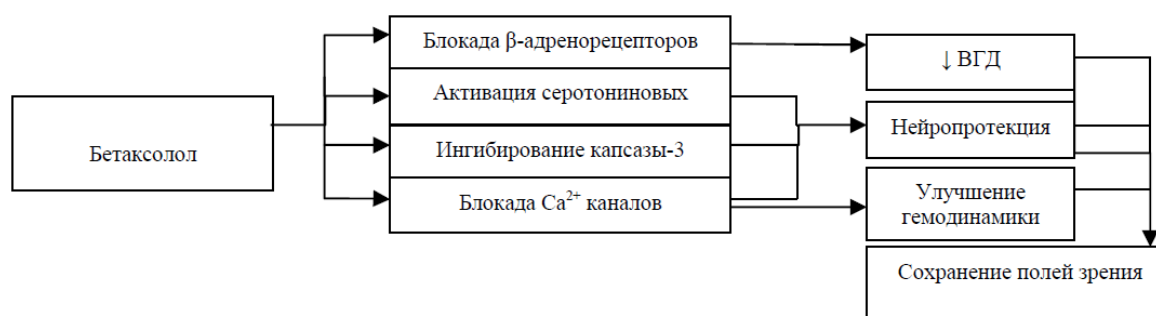 Бетаксолол
Блокада β-адренорецепторов
Активация серотониновых
Ингибирование капсазы-3
Блокада Ca²⁺ каналов
↓ ВГД
Нейропротекция
Улучшение
гемодинамики
Сохранение полей зрения